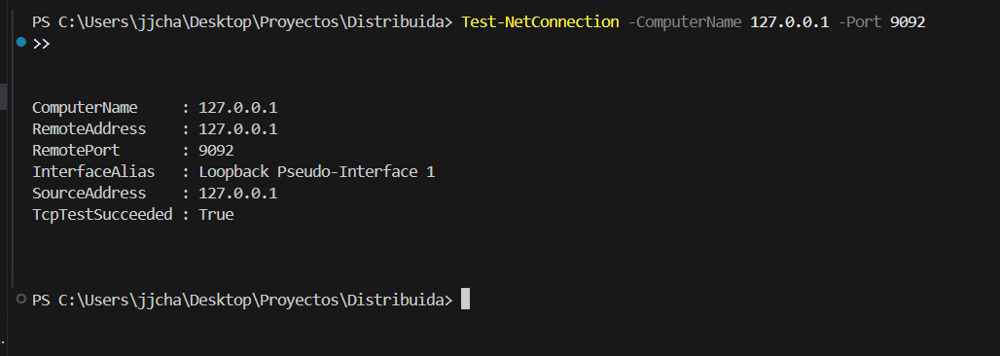 PS C:\Users\jjcha\Desktop\Proyectos\Distribuida> Test-NetConnection -ComputerName 127.0.0.1 -Port 9092
>>
ComputerName     : 127.0.0.1
RemoteAddress    : 127.0.0.1
RemotePort       : 9092
InterfaceAlias   : Loopback Pseudo-Interface 1
SourceAddress    : 127.0.0.1
TcpTestSucceeded : True
PS C:\Users\jjcha\Desktop\Proyectos\Distribuida>